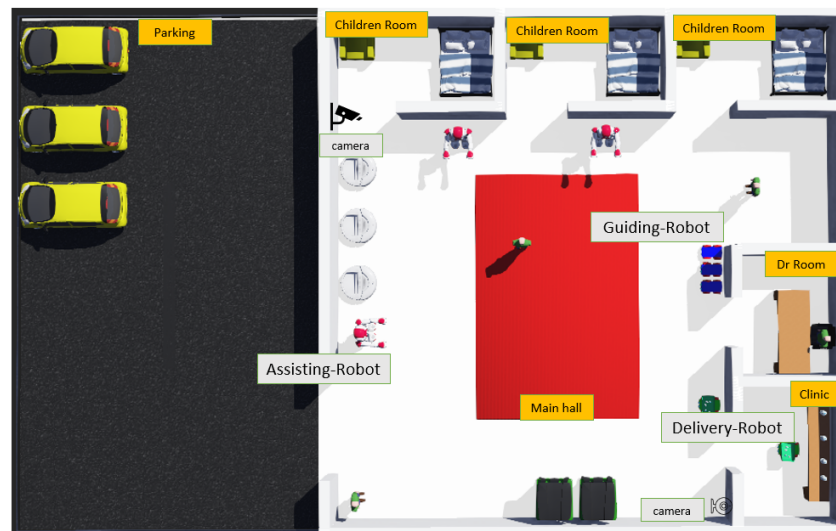 Parking
Children Room
Children Room
Children Room
camera
Guiding-Robot
Dr Room
Assisting-Robot
Clinic
Main hall
Delivery-Robot
camera